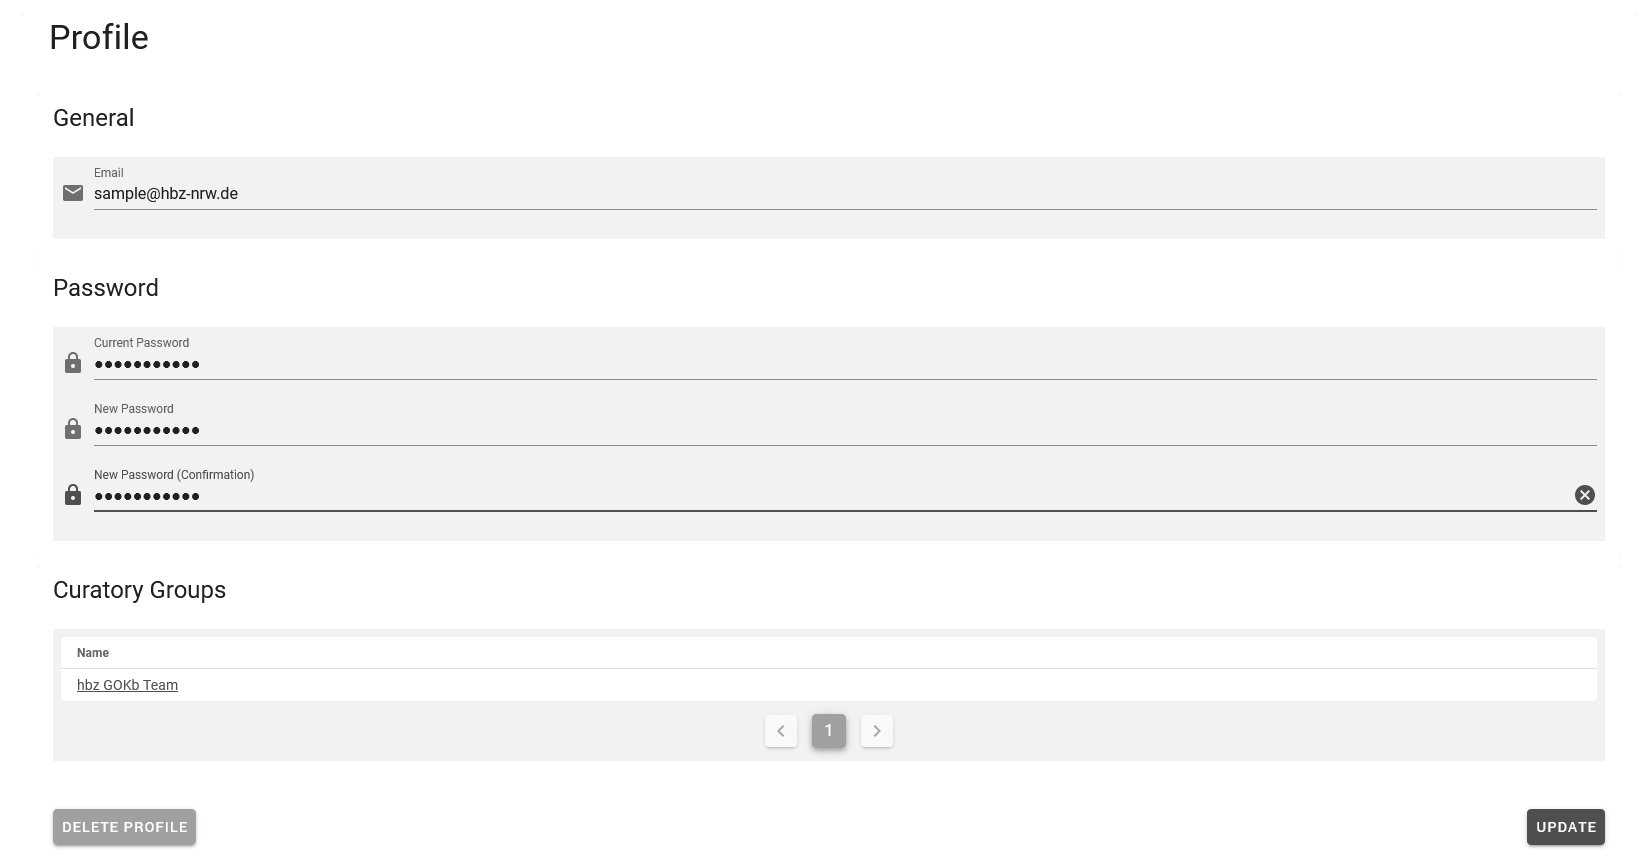 Profile
General
Email
sample@hbz-nrw.de
Password
Current Password
●●●●●●●●●●●
New Password
●●●●●●●●●●●
New Password (Confirmation)
●●●●●●●●●●●
Curatory Groups
Name
hbz GOKb Team
1
DELETE PROFILE
UPDATE